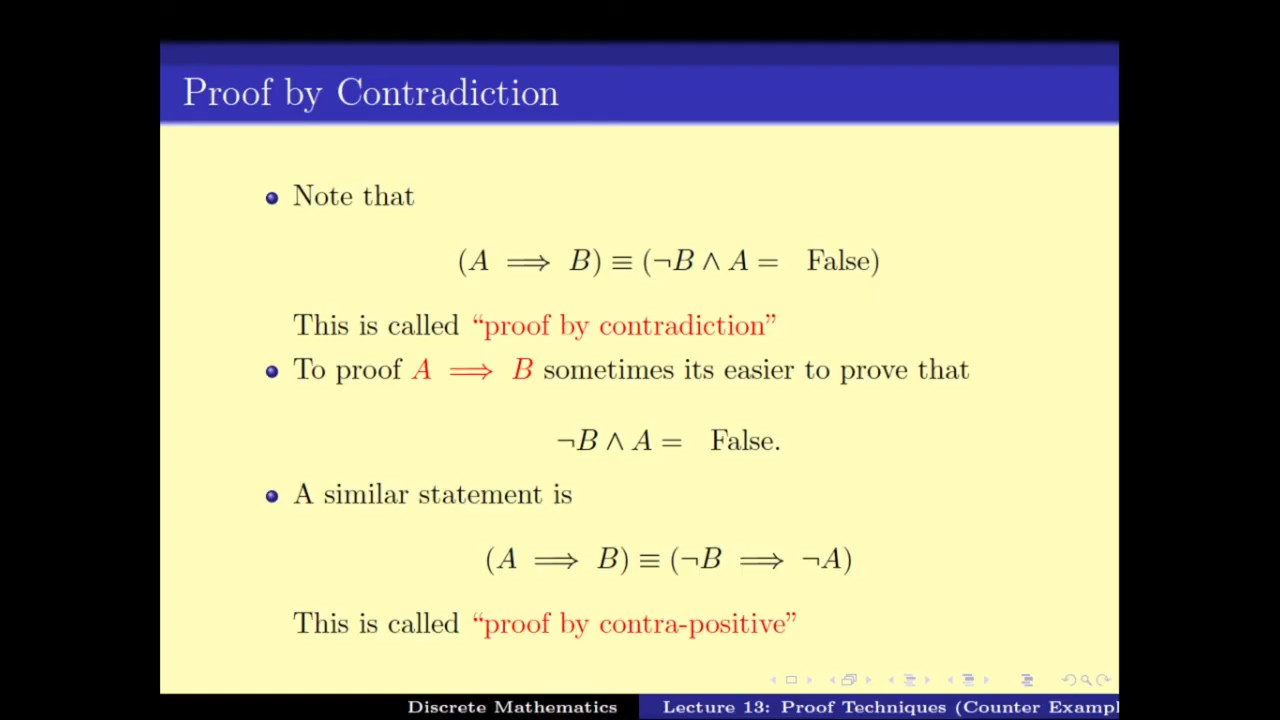 Proof by Contradiction
Note that
(A ⟹ B) ≡ (¬B ∧ A = False)
This is called “proof by contradiction”
To proof A ⟹ B sometimes its easier to prove that
¬B ∧ A = False.
A similar statement is
(A ⟹ B) ≡ (¬B ⟹ ¬A)
This is called “proof by contra-positive”
Discrete Mathematics Lecture 13: Proof Techniques (Counter Exampl